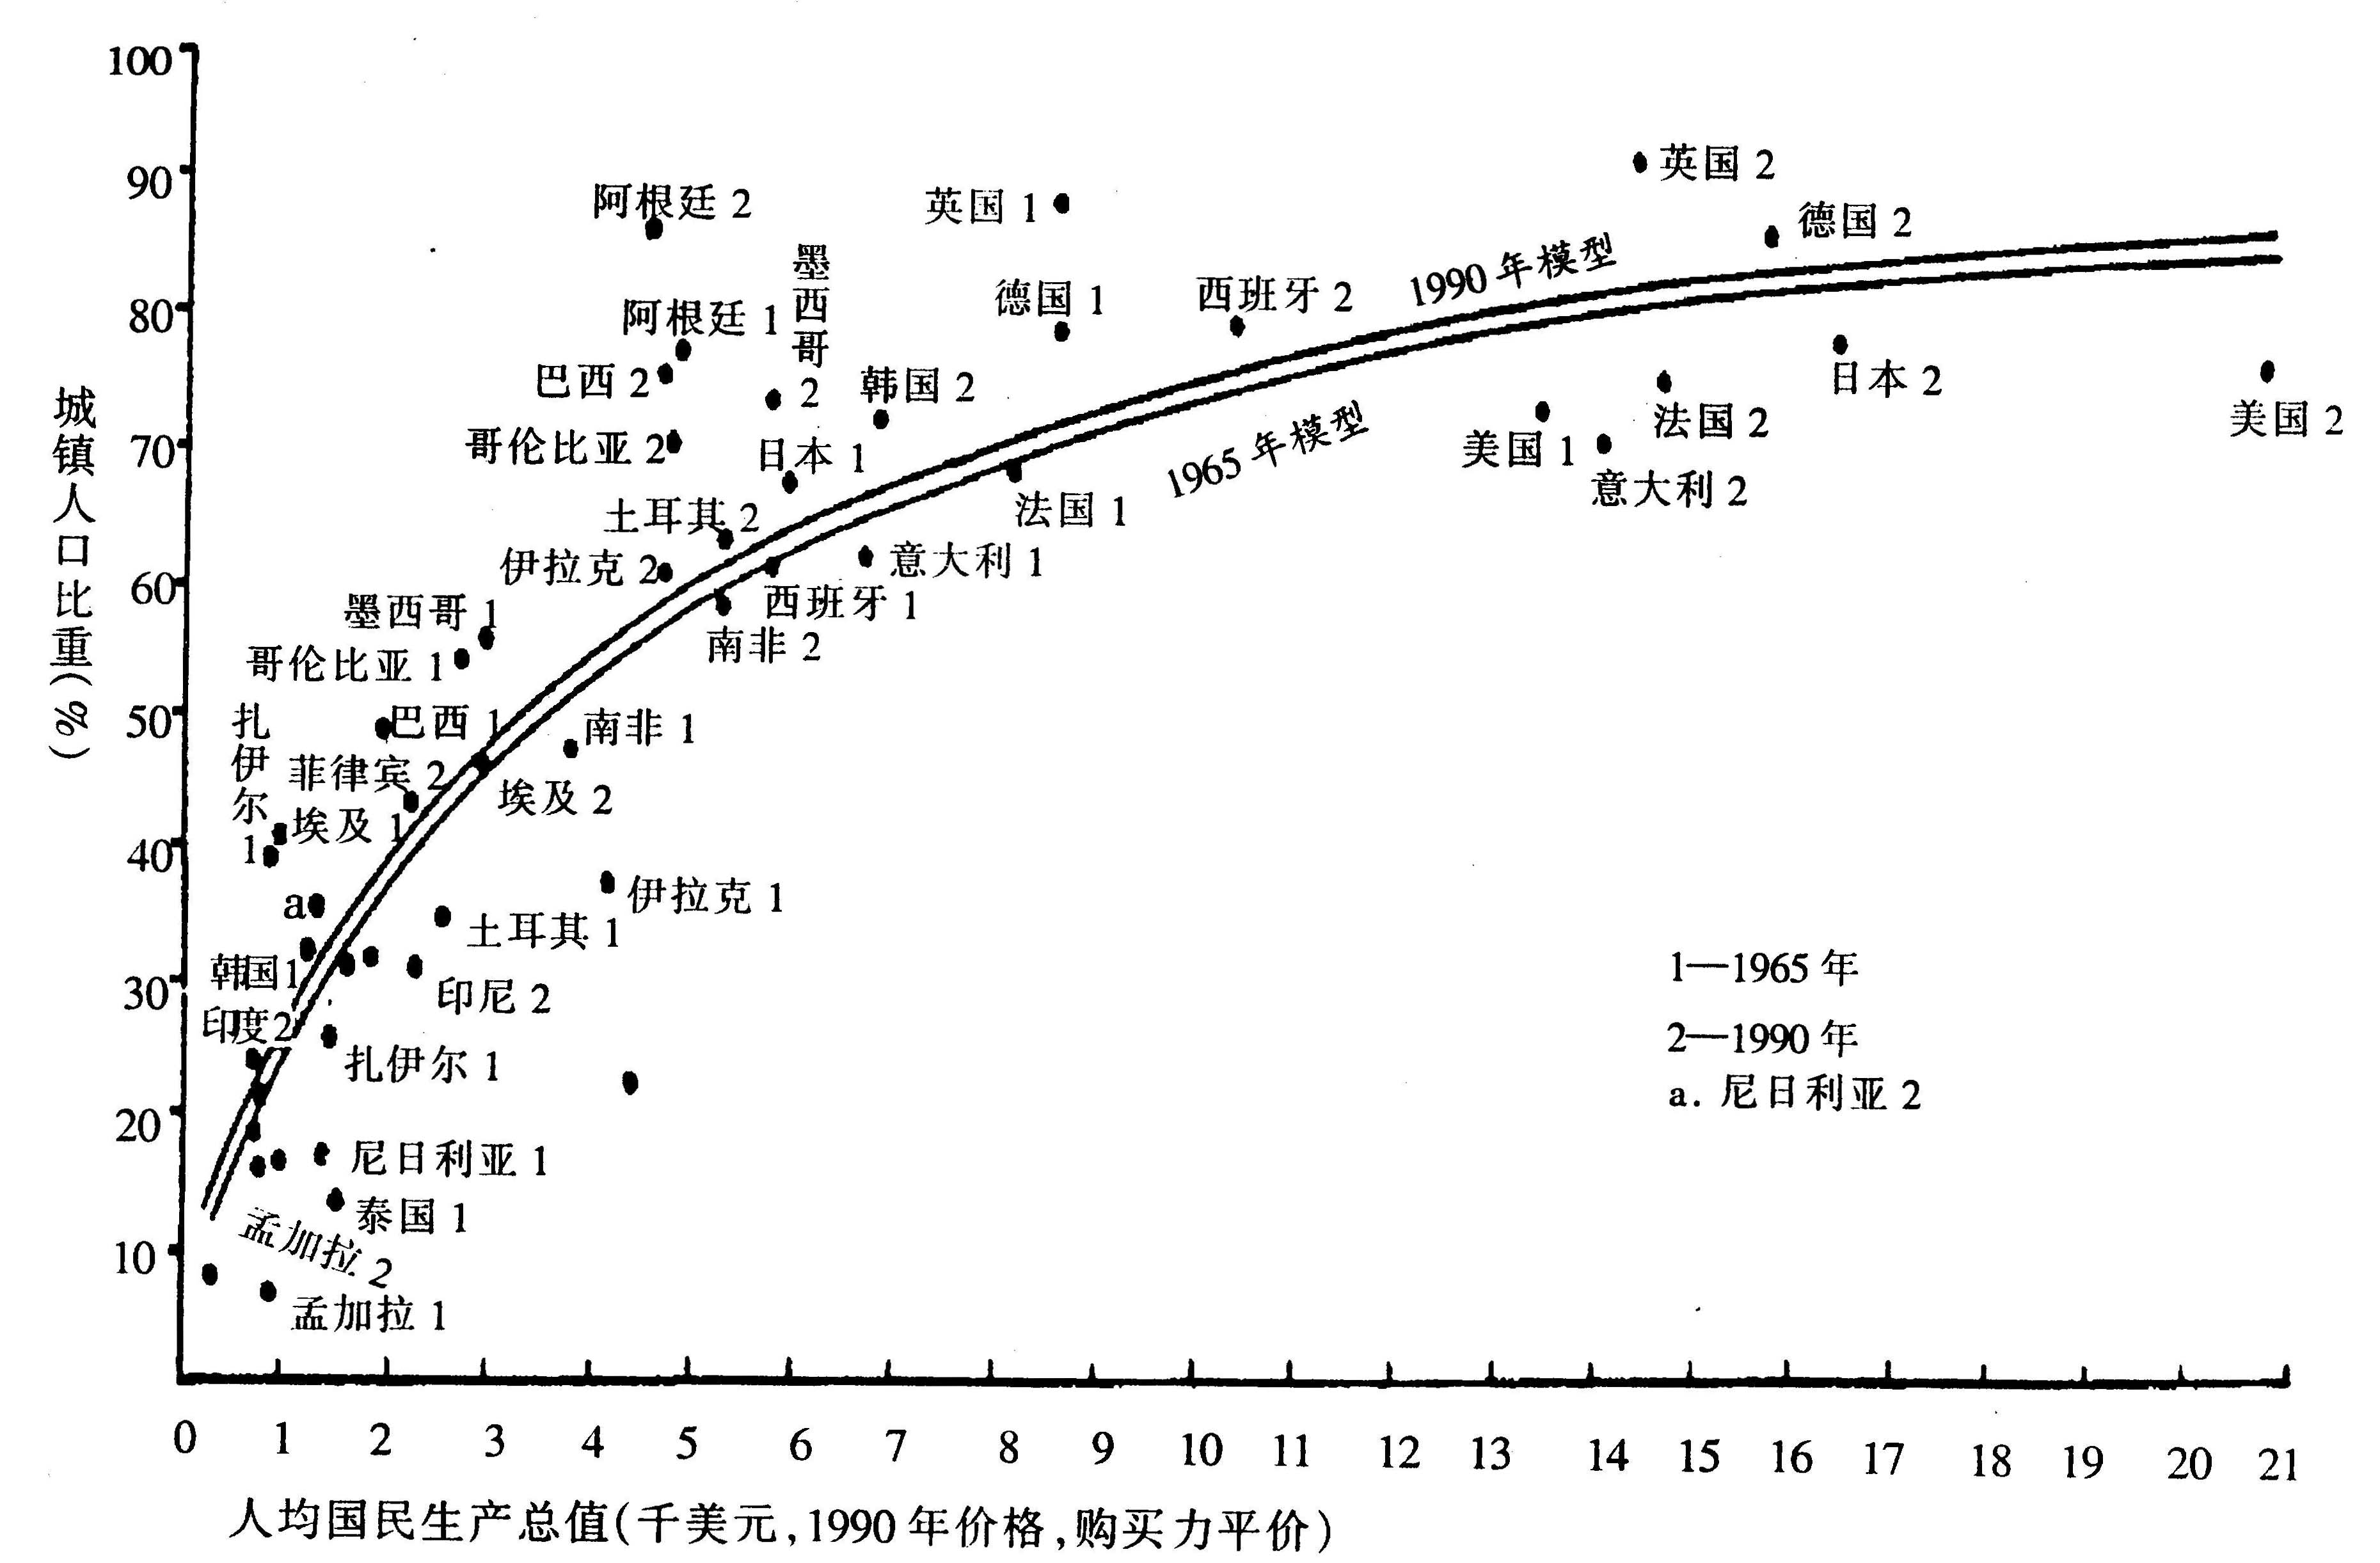 100
90
80
70
60
50
40
30
20
10
城镇人口比重(%)
阿根廷 2
英国 1
英国 2
德国 2
墨西哥 2
1990 年模型
阿根廷 1
德国 1
西班牙 2
巴西 2
韩国 2
日本 2
美国 2
哥伦比亚 2
日本 1
1965 年模型
美国 1
法国 2
意大利 2
土耳其 2
法国 1
伊拉克 2
意大利 1
墨西哥 1
西班牙 1
哥伦比亚 1
南非 2
扎伊尔 1
巴西 1
南非 1
菲律宾 2
埃及 2
埃及 1
a
伊拉克 1
土耳其 1
韩国1
印尼 2
印度2
扎伊尔 1
尼日利亚 1
泰国 1
孟加拉 2
孟加拉 1
1—1965 年
2—1990 年
a. 尼日利亚 2
0 1 2 3 4 5 6 7 8 9 10 11 12 13 14 15 16 17 18 19 20 21
人均国民生产总值(千美元,1990 年价格,购买力平价)